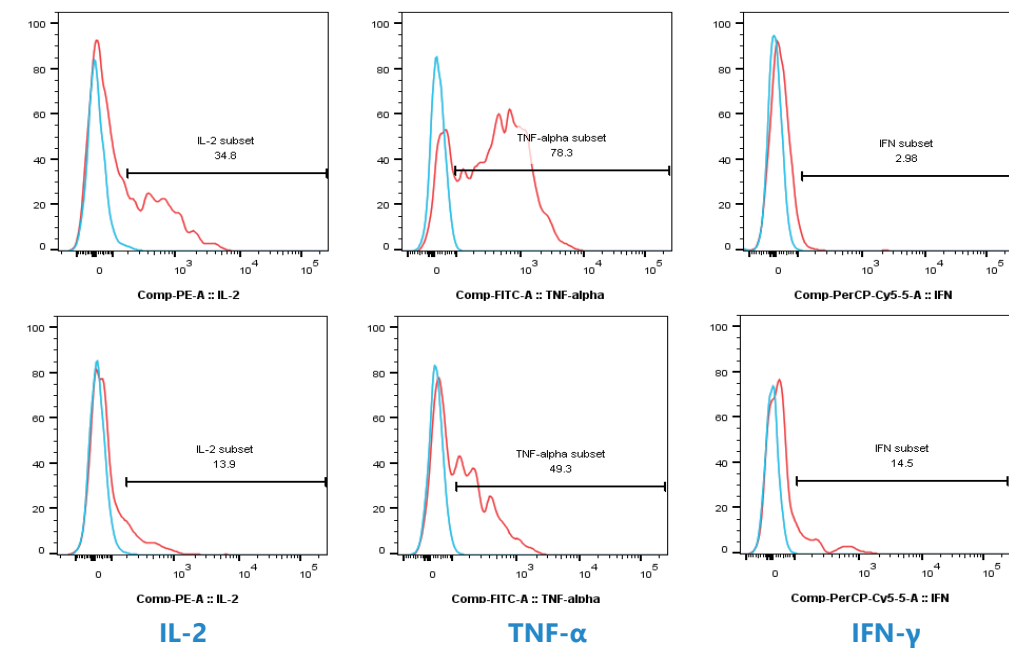 100
80
60
40
20
0
IL-2 subset
34.8
0 10^3 10^4 10^5
Comp-PE-A :: IL-2
100
80
60
40
20
0
TNF-alpha subset
78.3
0 10^3 10^4 10^5
Comp-FITC-A :: TNF-alpha
100
80
60
40
20
0
IFN subset
2.98
0 10^3 10^4 10^5
Comp-PerCP-Cy5-5-A :: IFN
100
80
60
40
20
0
IL-2 subset
13.9
0 10^3 10^4 10^5
Comp-PE-A :: IL-2
100
80
60
40
20
0
TNF-alpha subset
49.3
0 10^3 10^4 10^5
Comp-FITC-A :: TNF-alpha
100
80
60
40
20
0
IFN subset
14.5
0 10^3 10^4 10^5
Comp-PerCP-Cy5-5-A :: IFN
IL-2
TNF-α
IFN-γ